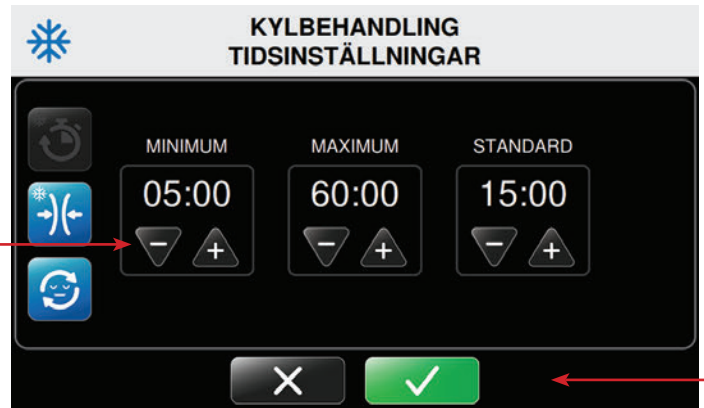 KYLBEHANDLING
TIDSINSTÄLLNINGAR
MINIMUM MAXIMUM STANDARD
05:00 60:00 15:00
- + - + - +